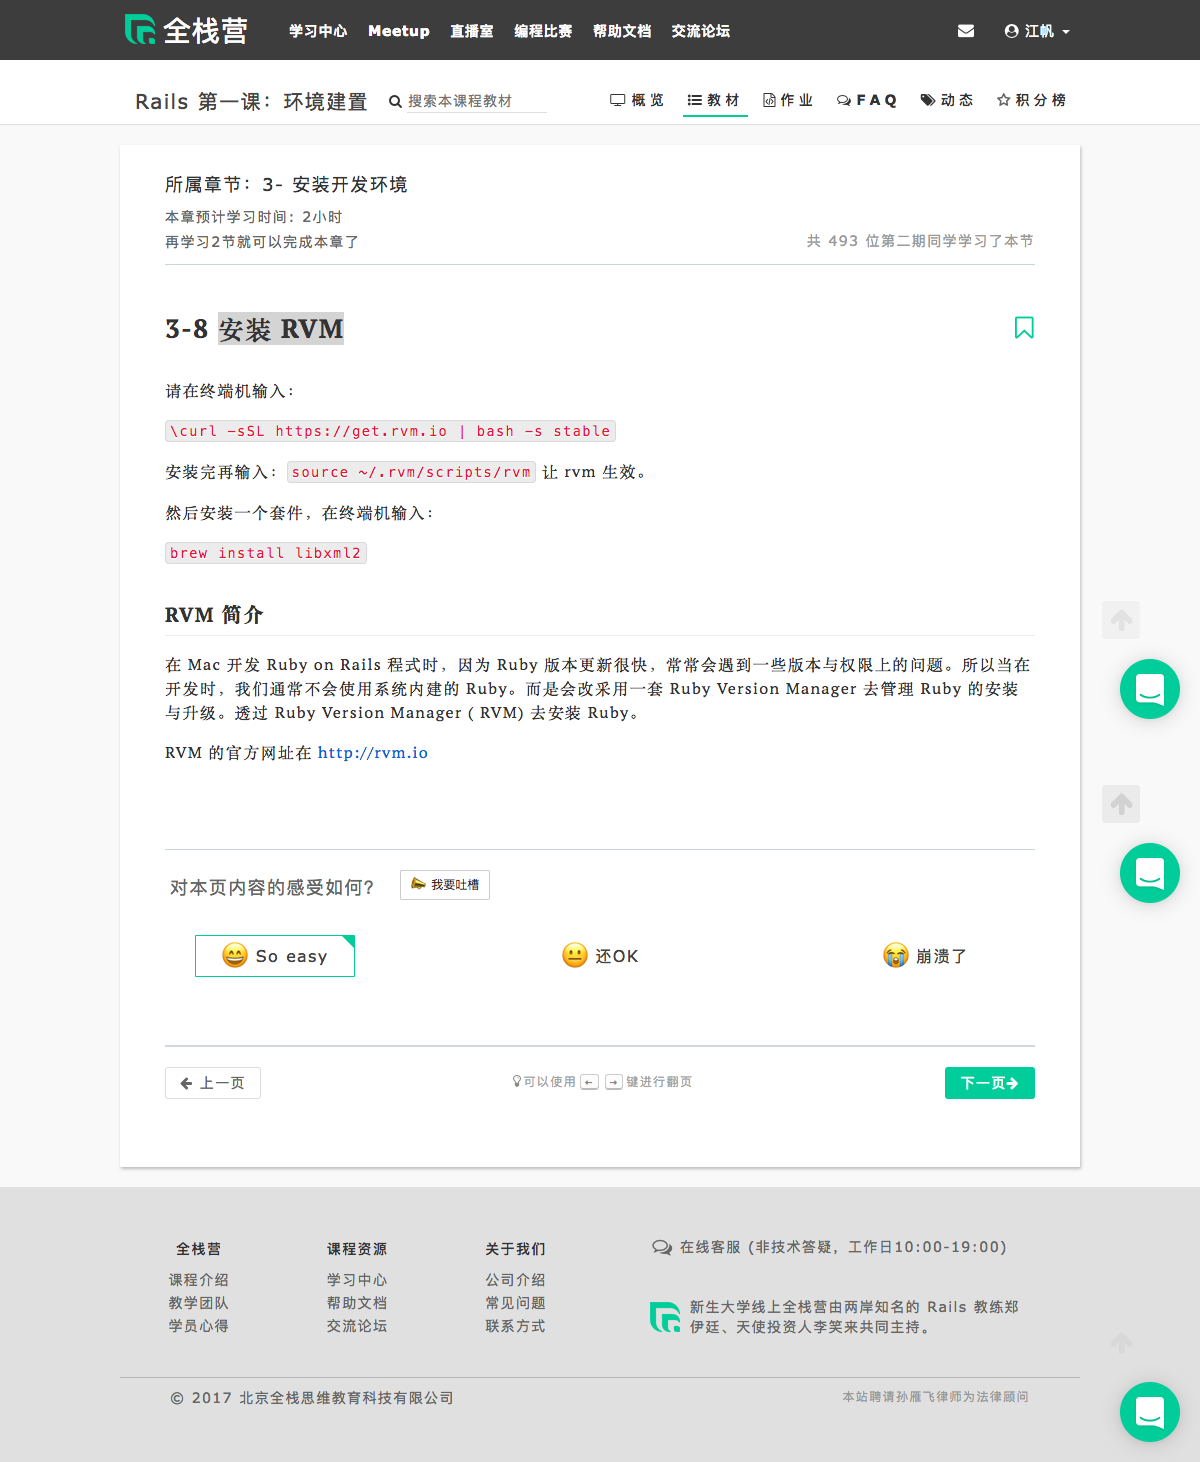 全栈营 学习中心 Meetup 直播室 编程比赛 帮助文档 交流论坛 江帆
Rails 第一课：环境建置 搜索本课程教材 概览 教材 作业 FAQ 动态 积分榜
所属章节：3- 安装开发环境
本章预计学习时间：2小时
再学习2节就可以完成本章了
共 493 位第二期同学学习了本节
3-8 安装 RVM
请在终端机输入：
\curl -sSL https://get.rvm.io | bash -s stable
安装完再输入：source ~/.rvm/scripts/rvm 让 rvm 生效。
然后安装一个套件，在终端机输入：
brew install libxml2
RVM 简介
在 Mac 开发 Ruby on Rails 程式时，因为 Ruby 版本更新很快，常常会遇到一些版本与权限上的问题。所以当在
开发时，我们通常不会使用系统内建的 Ruby。而是会改采用一套 Ruby Version Manager 去管理 Ruby 的安装
与升级。透过 Ruby Version Manager ( RVM) 去安装 Ruby。
RVM 的官方网址在 http://rvm.io
对本页内容的感受如何? 我要吐槽
So easy 还OK 崩溃了
上一页 可以使用 ← → 键进行翻页 下一页
全栈营 课程资源 关于我们
课程介绍 学习中心 公司介绍
教学团队 帮助文档 常见问题
学员心得 交流论坛 联系方式
在线客服 (非技术答疑，工作日10:00-19:00)
新生大学线上全栈营由两岸知名的 Rails 教练郑
伊廷、天使投资人李笑来共同主持。
© 2017 北京全栈思维教育科技有限公司
本站聘请孙雁飞律师为法律顾问